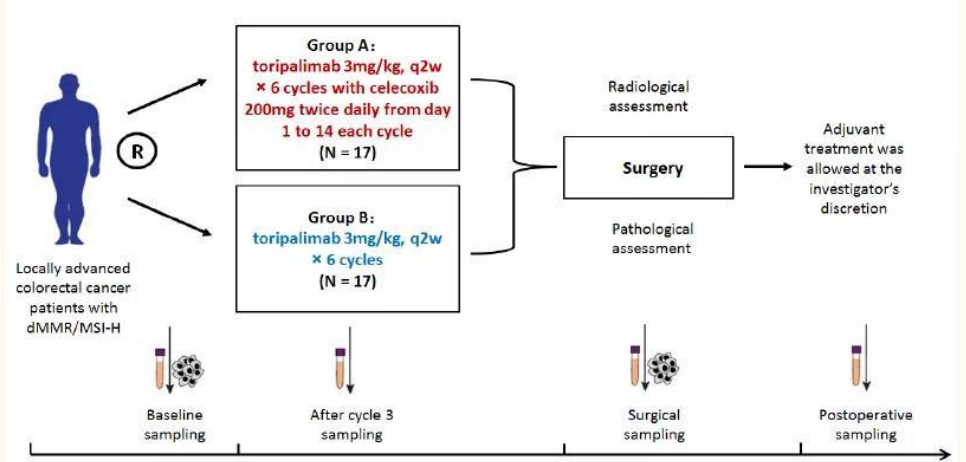 Group A:
toripalimab 3mg/kg, q2w
× 6 cycles with celecoxib
200mg twice daily from day
1 to 14 each cycle
(N = 17)
R
Group B:
toripalimab 3mg/kg, q2w
× 6 cycles
(N = 17)
Locally advanced
colorectal cancer
patients with
dMMR/MSI-H
Radiological
assessment
Surgery
Pathological
assessment
Adjuvant
treatment was
allowed at the
investigator's
discretion
Baseline
sampling
After cycle 3
sampling
Surgical
sampling
Postoperative
sampling